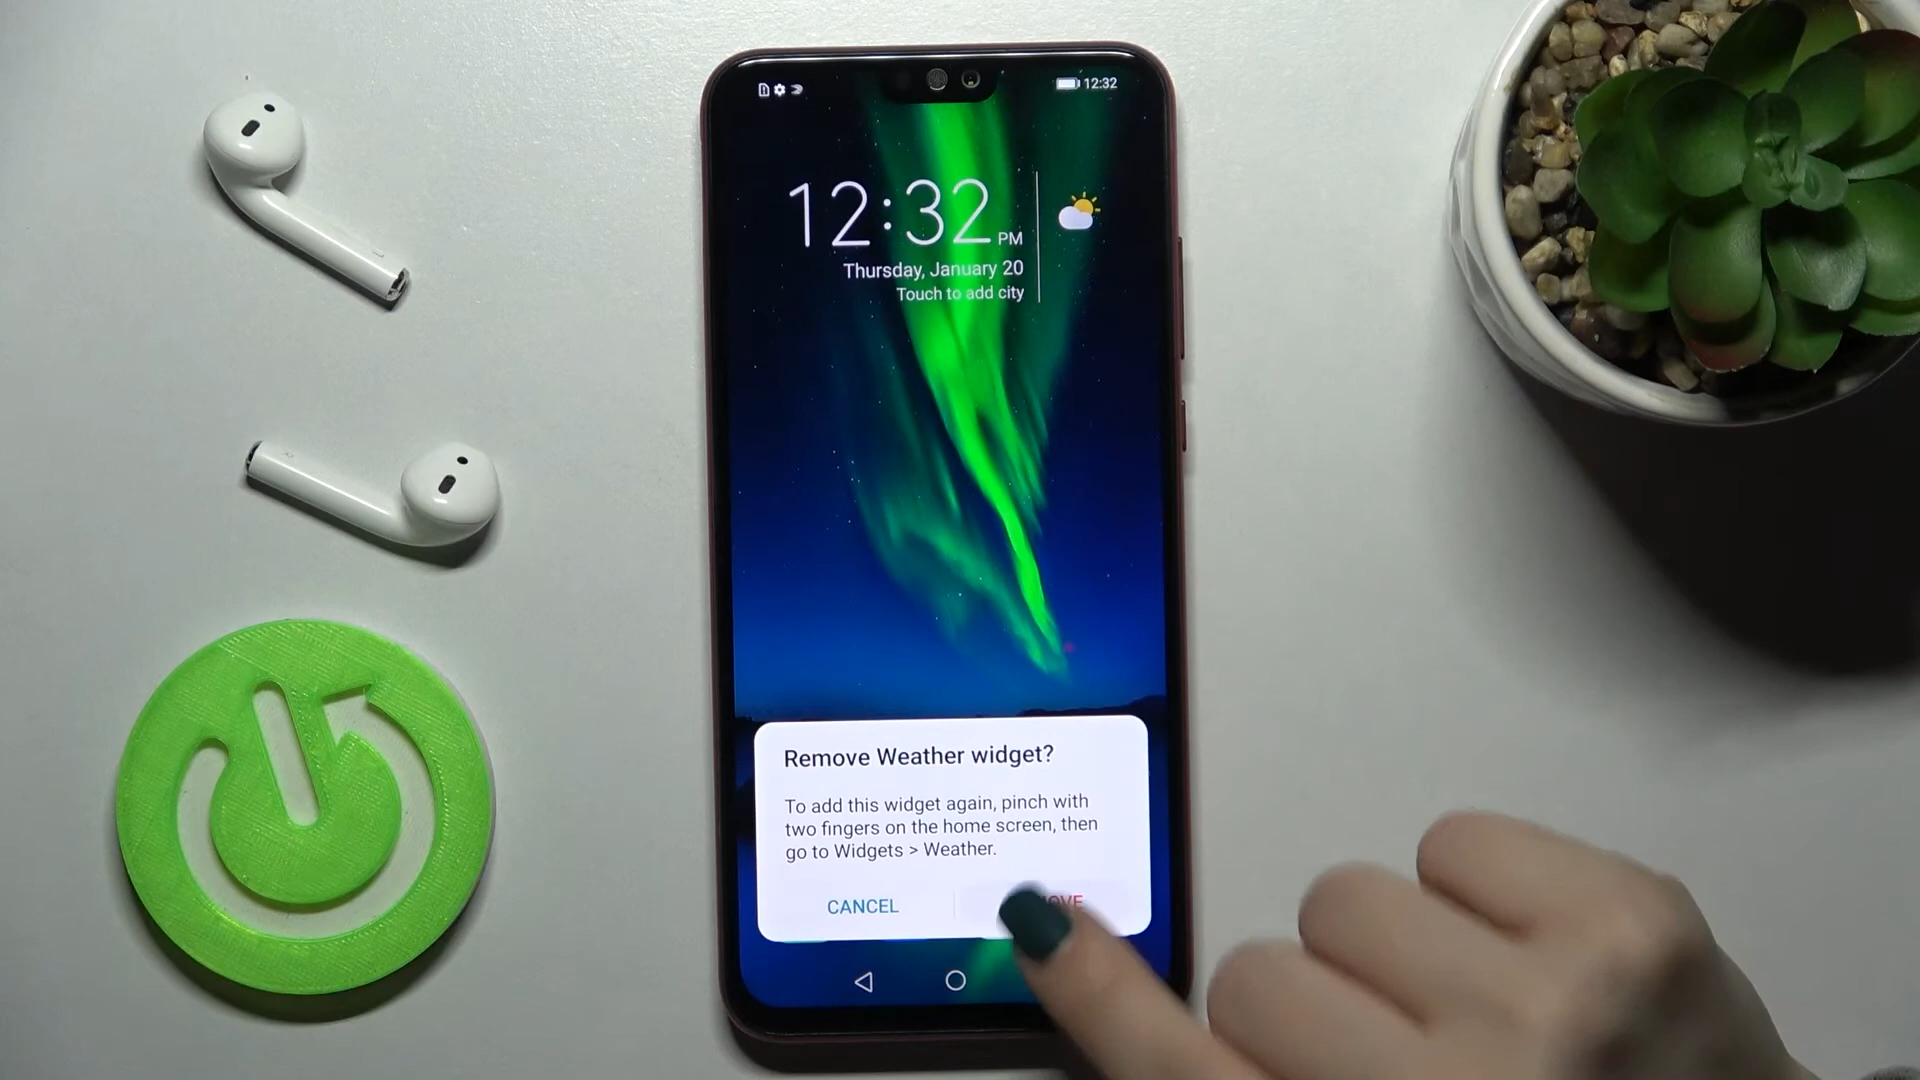 12:32
12:32 PM
Thursday, January 20
Touch to add city
Remove Weather widget?
To add this widget again, pinch with
two fingers on the home screen, then
go to Widgets > Weather.
CANCEL